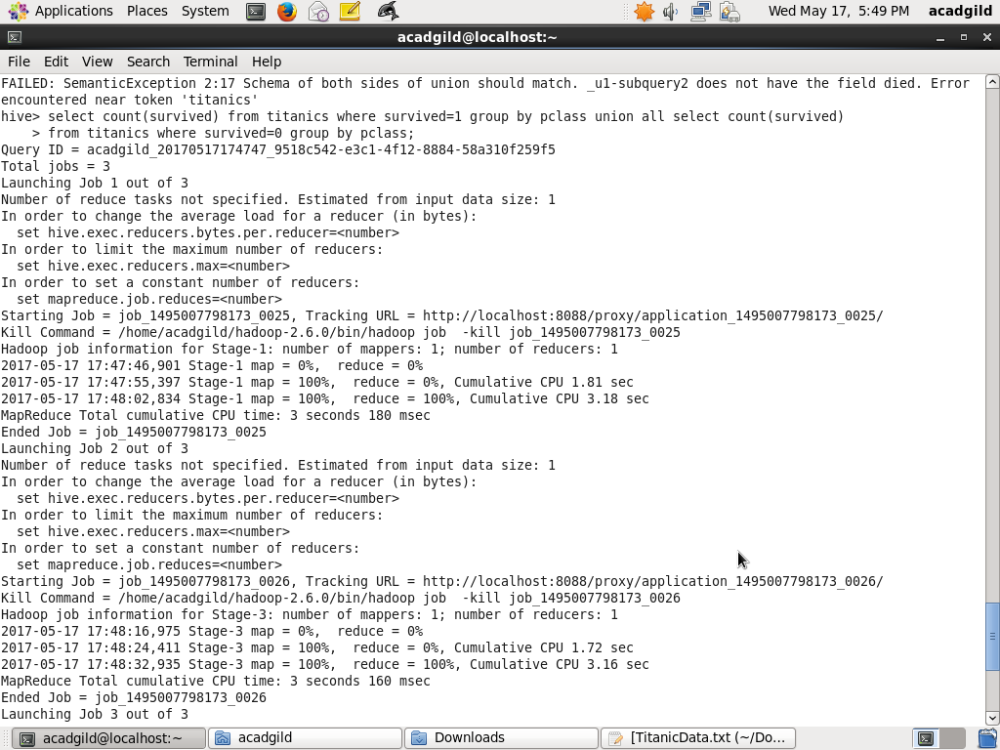 Applications Places System Wed May 17, 5:49 PM acadgild
acadgild@localhost:~
File Edit View Search Terminal Help
FAILED: SemanticException 2:17 Schema of both sides of union should match. _u1-subquery2 does not have the field died. Error
encountered near token 'titanics'
hive> select count(survived) from titanics where survived=1 group by pclass union all select count(survived)
    > from titanics where survived=0 group by pclass;
Query ID = acadgild_20170517174747_9518c542-e3c1-4f12-8884-58a310f259f5
Total jobs = 3
Launching Job 1 out of 3
Number of reduce tasks not specified. Estimated from input data size: 1
In order to change the average load for a reducer (in bytes):
  set hive.exec.reducers.bytes.per.reducer=<number>
In order to limit the maximum number of reducers:
  set hive.exec.reducers.max=<number>
In order to set a constant number of reducers:
  set mapreduce.job.reduces=<number>
Starting Job = job_1495007798173_0025, Tracking URL = http://localhost:8088/proxy/application_1495007798173_0025/
Kill Command = /home/acadgild/hadoop-2.6.0/bin/hadoop job  -kill job_1495007798173_0025
Hadoop job information for Stage-1: number of mappers: 1; number of reducers: 1
2017-05-17 17:47:46,901 Stage-1 map = 0%,  reduce = 0%
2017-05-17 17:47:55,397 Stage-1 map = 100%,  reduce = 0%, Cumulative CPU 1.81 sec
2017-05-17 17:48:02,834 Stage-1 map = 100%,  reduce = 100%, Cumulative CPU 3.18 sec
MapReduce Total cumulative CPU time: 3 seconds 180 msec
Ended Job = job_1495007798173_0025
Launching Job 2 out of 3
Number of reduce tasks not specified. Estimated from input data size: 1
In order to change the average load for a reducer (in bytes):
  set hive.exec.reducers.bytes.per.reducer=<number>
In order to limit the maximum number of reducers:
  set hive.exec.reducers.max=<number>
In order to set a constant number of reducers:
  set mapreduce.job.reduces=<number>
Starting Job = job_1495007798173_0026, Tracking URL = http://localhost:8088/proxy/application_1495007798173_0026/
Kill Command = /home/acadgild/hadoop-2.6.0/bin/hadoop job  -kill job_1495007798173_0026
Hadoop job information for Stage-3: number of mappers: 1; number of reducers: 1
2017-05-17 17:48:16,975 Stage-3 map = 0%,  reduce = 0%
2017-05-17 17:48:24,411 Stage-3 map = 100%,  reduce = 0%, Cumulative CPU 1.72 sec
2017-05-17 17:48:32,935 Stage-3 map = 100%,  reduce = 100%, Cumulative CPU 3.16 sec
MapReduce Total cumulative CPU time: 3 seconds 160 msec
Ended Job = job_1495007798173_0026
Launching Job 3 out of 3
acadgild@localhost:~ acadgild Downloads [TitanicData.txt (~/Do...